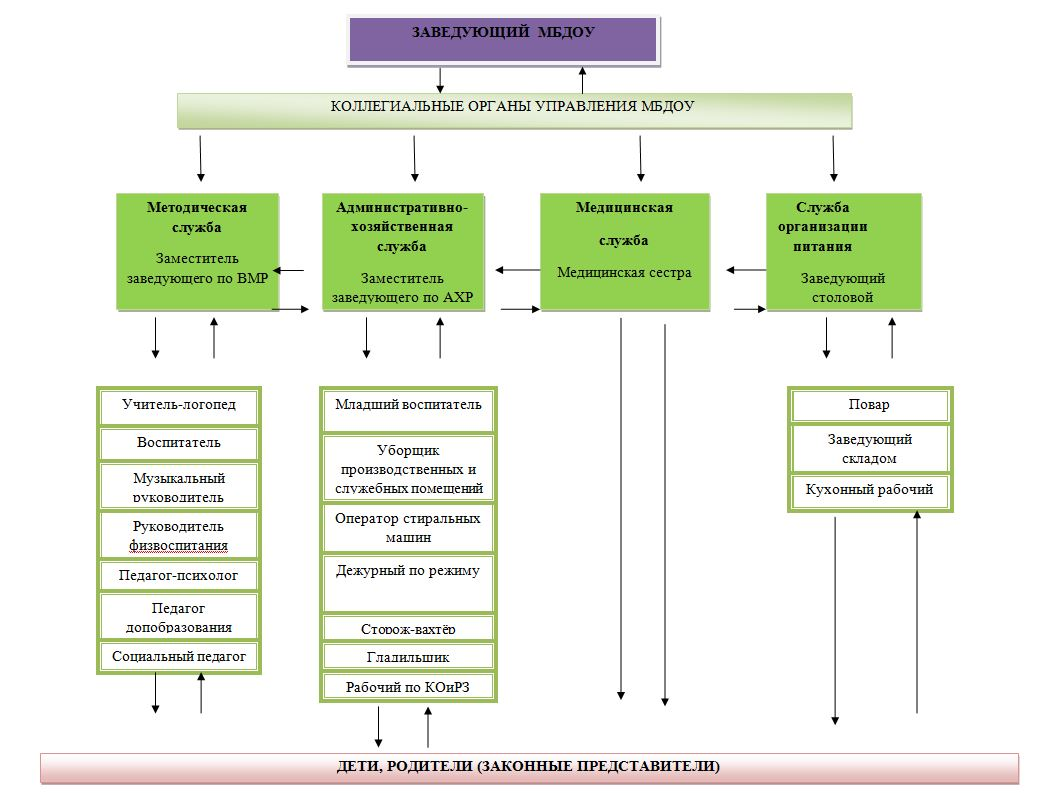 ЗАВЕДУЮЩИЙ МБДОУ
КОЛЛЕГИАЛЬНЫЕ ОРГАНЫ УПРАВЛЕНИЯ МБДОУ
Методическая
служба
Заместитель
заведующего по ВМР
Административно-
хозяйственная
служба
Заместитель
заведующего по АХР
Медицинская
служба
Медицинская сестра
Служба
организации
питания
Заведующий
столовой
Учитель-логопед
Воспитатель
Музыкальный
руководитель
Руководитель
физвоспитания
Педагог-психолог
Педагог
допобразования
Социальный педагог
Младший воспитатель
Уборщик
производственных и
служебных помещений
Оператор стиральных
машин
Дежурный по режиму
Сторож-вахтёр
Гладильщик
Рабочий по КОиРЗ
Повар
Заведующий
складом
Кухонный рабочий
ДЕТИ, РОДИТЕЛИ (ЗАКОННЫЕ ПРЕДСТАВИТЕЛИ)